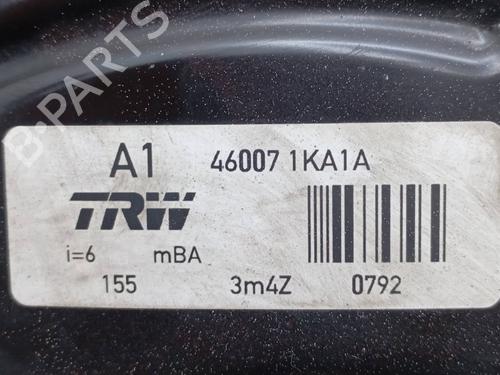 B-PARTS
A1 46007 1KA1A
TRW
i=6 mBA
155 3m4Z 0792